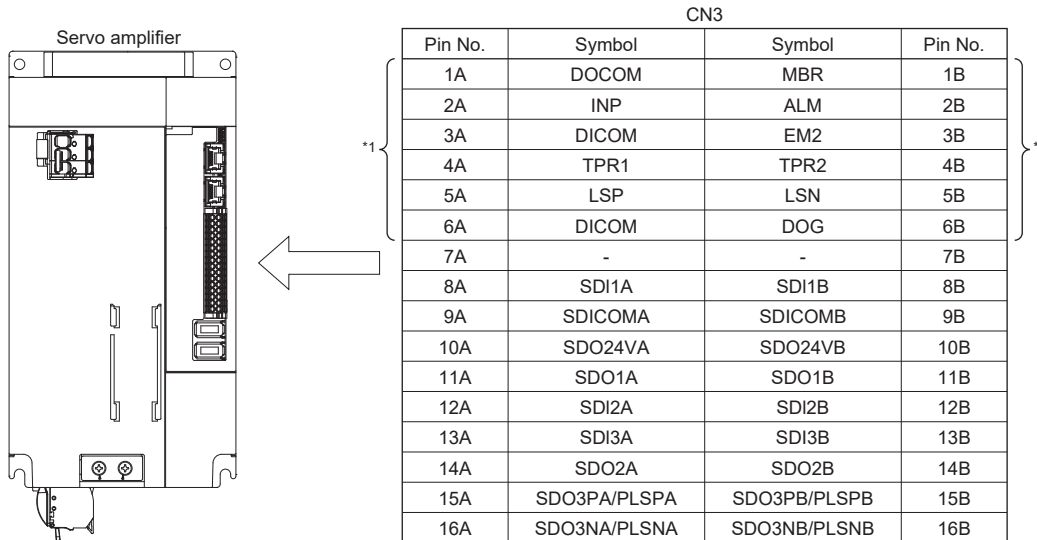 CN3
Servo amplifier
Pin No. Symbol Symbol Pin No.
1A DOCOM MBR 1B
2A INP ALM 2B
*1 3A DICOM EM2 3B *
4A TPR1 TPR2 4B
5A LSP LSN 5B
6A DICOM DOG 6B
7A - - 7B
8A SDI1A SDI1B 8B
9A SDICOMA SDICOMB 9B
10A SDO24VA SDO24VB 10B
11A SDO1A SDO1B 11B
12A SDI2A SDI2B 12B
13A SDI3A SDI3B 13B
14A SDO2A SDO2B 14B
15A SDO3PA/PLSPA SDO3PB/PLSPB 15B
16A SDO3NA/PLSNA SDO3NB/PLSNB 16B